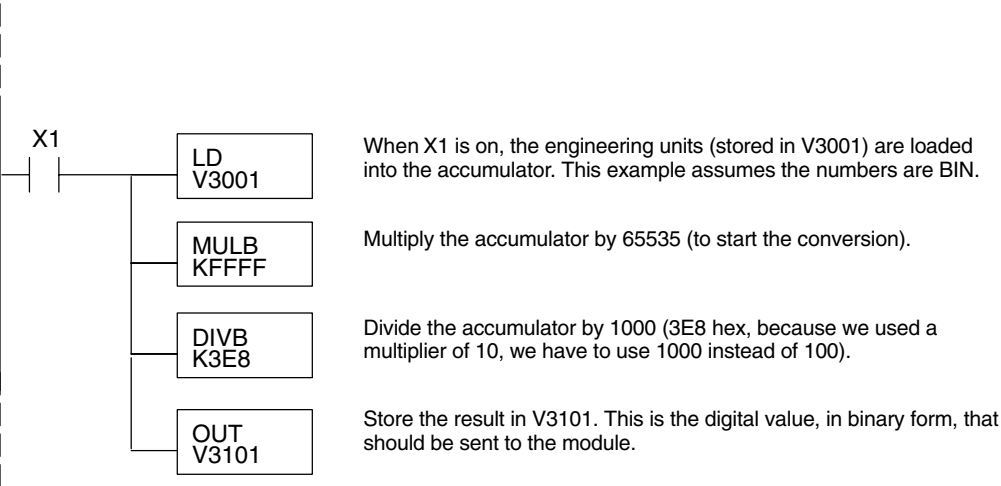 X1
LD
V3001
When X1 is on, the engineering units (stored in V3001) are loaded
into the accumulator. This example assumes the numbers are BIN.
MULB
KFFFF
Multiply the accumulator by 65535 (to start the conversion).
DIVB
K3E8
Divide the accumulator by 1000 (3E8 hex, because we used a
multiplier of 10, we have to use 1000 instead of 100).
OUT
V3101
Store the result in V3101. This is the digital value, in binary form, that
should be sent to the module.